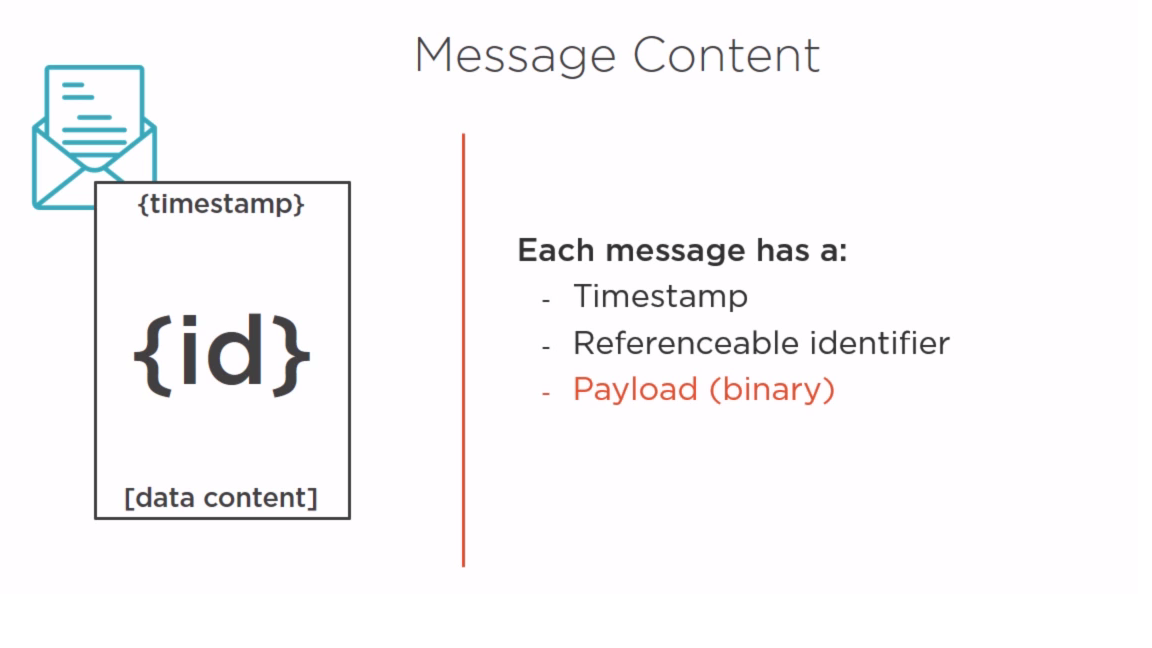 Message Content
{timestamp}
{id}
[data content]
Each message has a:
- Timestamp
- Referenceable identifier
- Payload (binary)